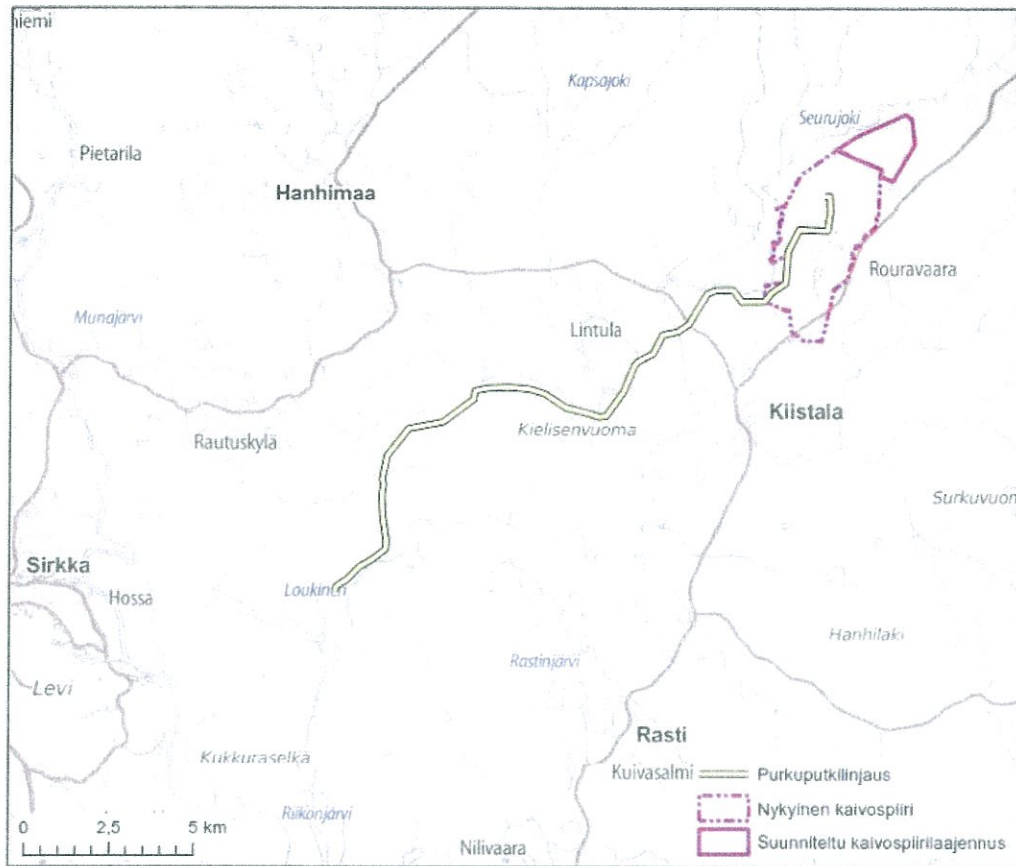 Kapsajoki
Seurujoki
Pietarila
Hanhimaa
Rouravaara
Munajärvi
Lintula
Kiistala
Kielisenvuoma
Rautuskylä
Sirkka
Hossa
Loukinen
Hanhilaki
Rastinjärvi
Levi
Rasti
Kukkuraselkä
Kuivasalmi
Purkuputkilinjaus
Nykyinen kaivospiiri
Riikonjärvi
0 2,5 5 km
Nilivaara
Suunniteltu kaivospiirilaajennus